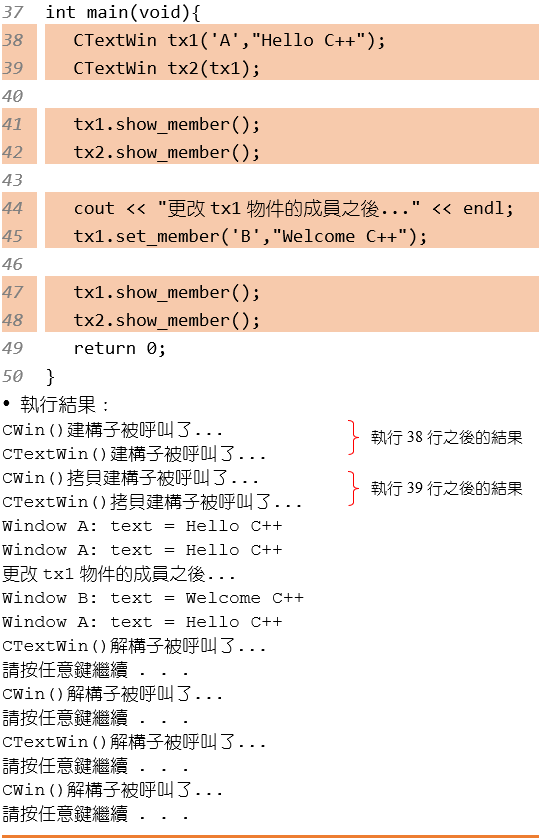 37 int main(void){
38 CTextWin tx1('A',"Hello C++");
39 CTextWin tx2(tx1);
40
41 tx1.show_member();
42 tx2.show_member();
43
44 cout << "更改 tx1 物件的成員之後..." << endl;
45 tx1.set_member('B',"Welcome C++");
46
47 tx1.show_member();
48 tx2.show_member();
49 return 0;
50 }
• 執行結果：
CWin()建構子被呼叫了...
CTextWin()建構子被呼叫了...
執行 38 行之後的結果
CWin()拷貝建構子被呼叫了...
CTextWin()拷貝建構子被呼叫了...
執行 39 行之後的結果
Window A: text = Hello C++
Window A: text = Hello C++
更改 tx1 物件的成員之後...
Window B: text = Welcome C++
Window A: text = Hello C++
CTextWin()解構子被呼叫了...
請按任意鍵繼續 . . .
CWin()解構子被呼叫了...
請按任意鍵繼續 . . .
CTextWin()解構子被呼叫了...
請按任意鍵繼續 . . .
CWin()解構子被呼叫了...
請按任意鍵繼續 . . .